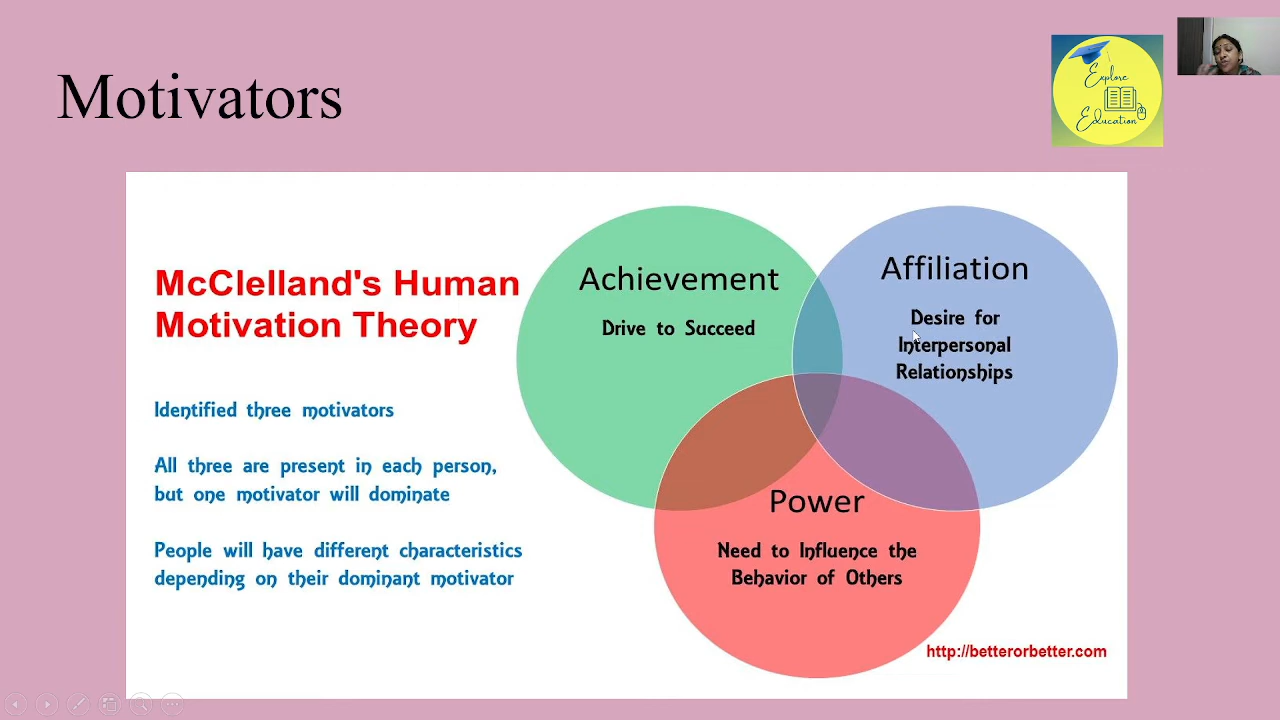 Motivators
Explore
Education
McClelland's Human
Motivation Theory
Identified three motivators
All three are present in each person,
but one motivator will dominate
People will have different characteristics
depending on their dominant motivator
Achievement
Drive to Succeed
Affiliation
Desire for
Interpersonal
Relationships
Power
Need to Influence the
Behavior of Others
http://betterorbetter.com